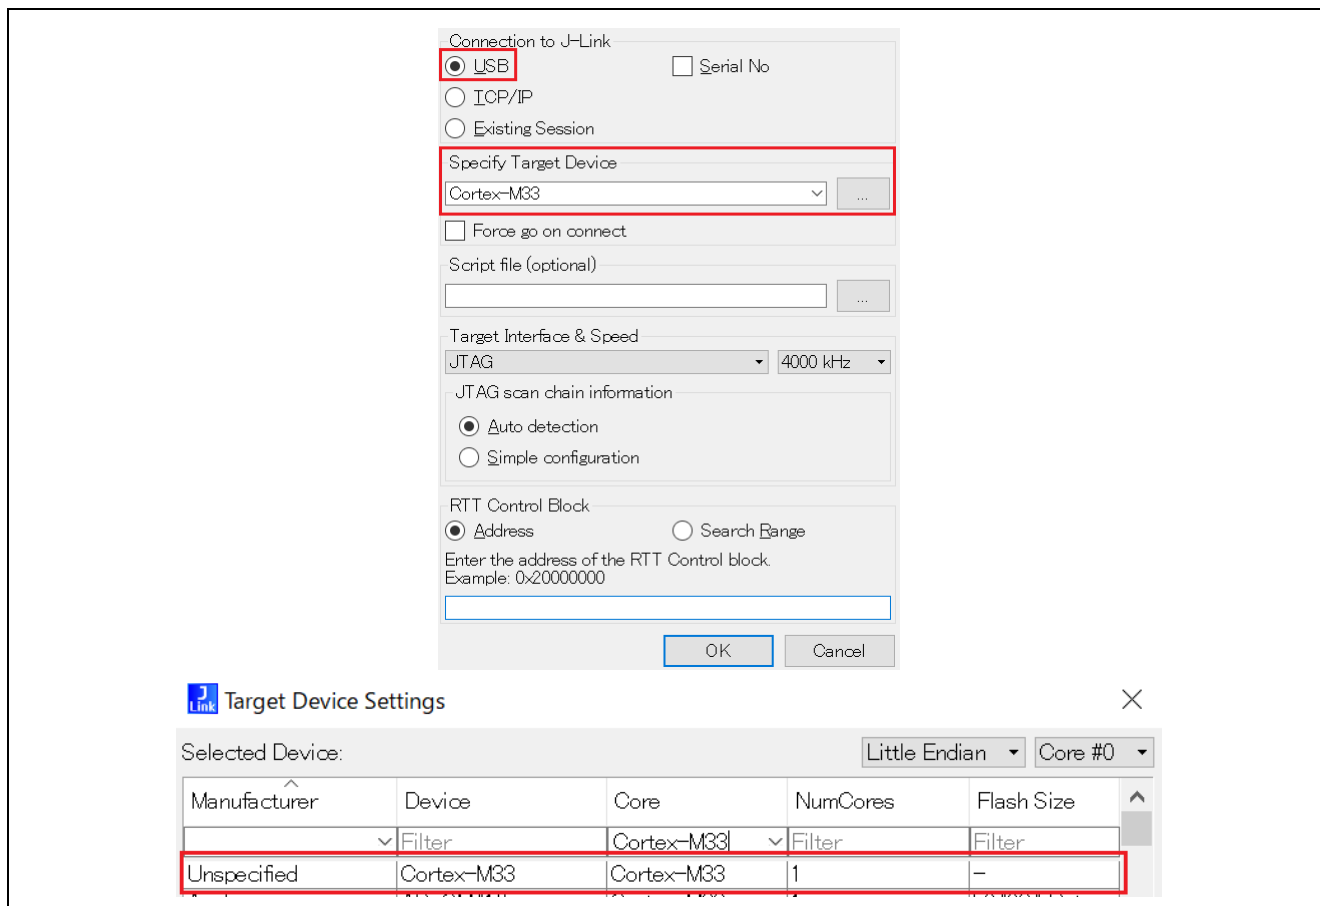 Connection to J-Link
USB Serial No
TCP/IP
Existing Session
Specify Target Device
Cortex-M33 ...
Force go on connect
Script file (optional)
...
Target Interface & Speed
JTAG 4000 kHz
JTAG scan chain information
Auto detection
Simple configuration
RTT Control Block
Address Search Range
Enter the address of the RTT Control block.
Example: 0x20000000
OK Cancel
J Link Target Device Settings
Selected Device: Little Endian Core #0
Manufacturer Device Core NumCores Flash Size
Filter Cortex-M33 Filter Filter
Unspecified Cortex-M33 Cortex-M33 1 -